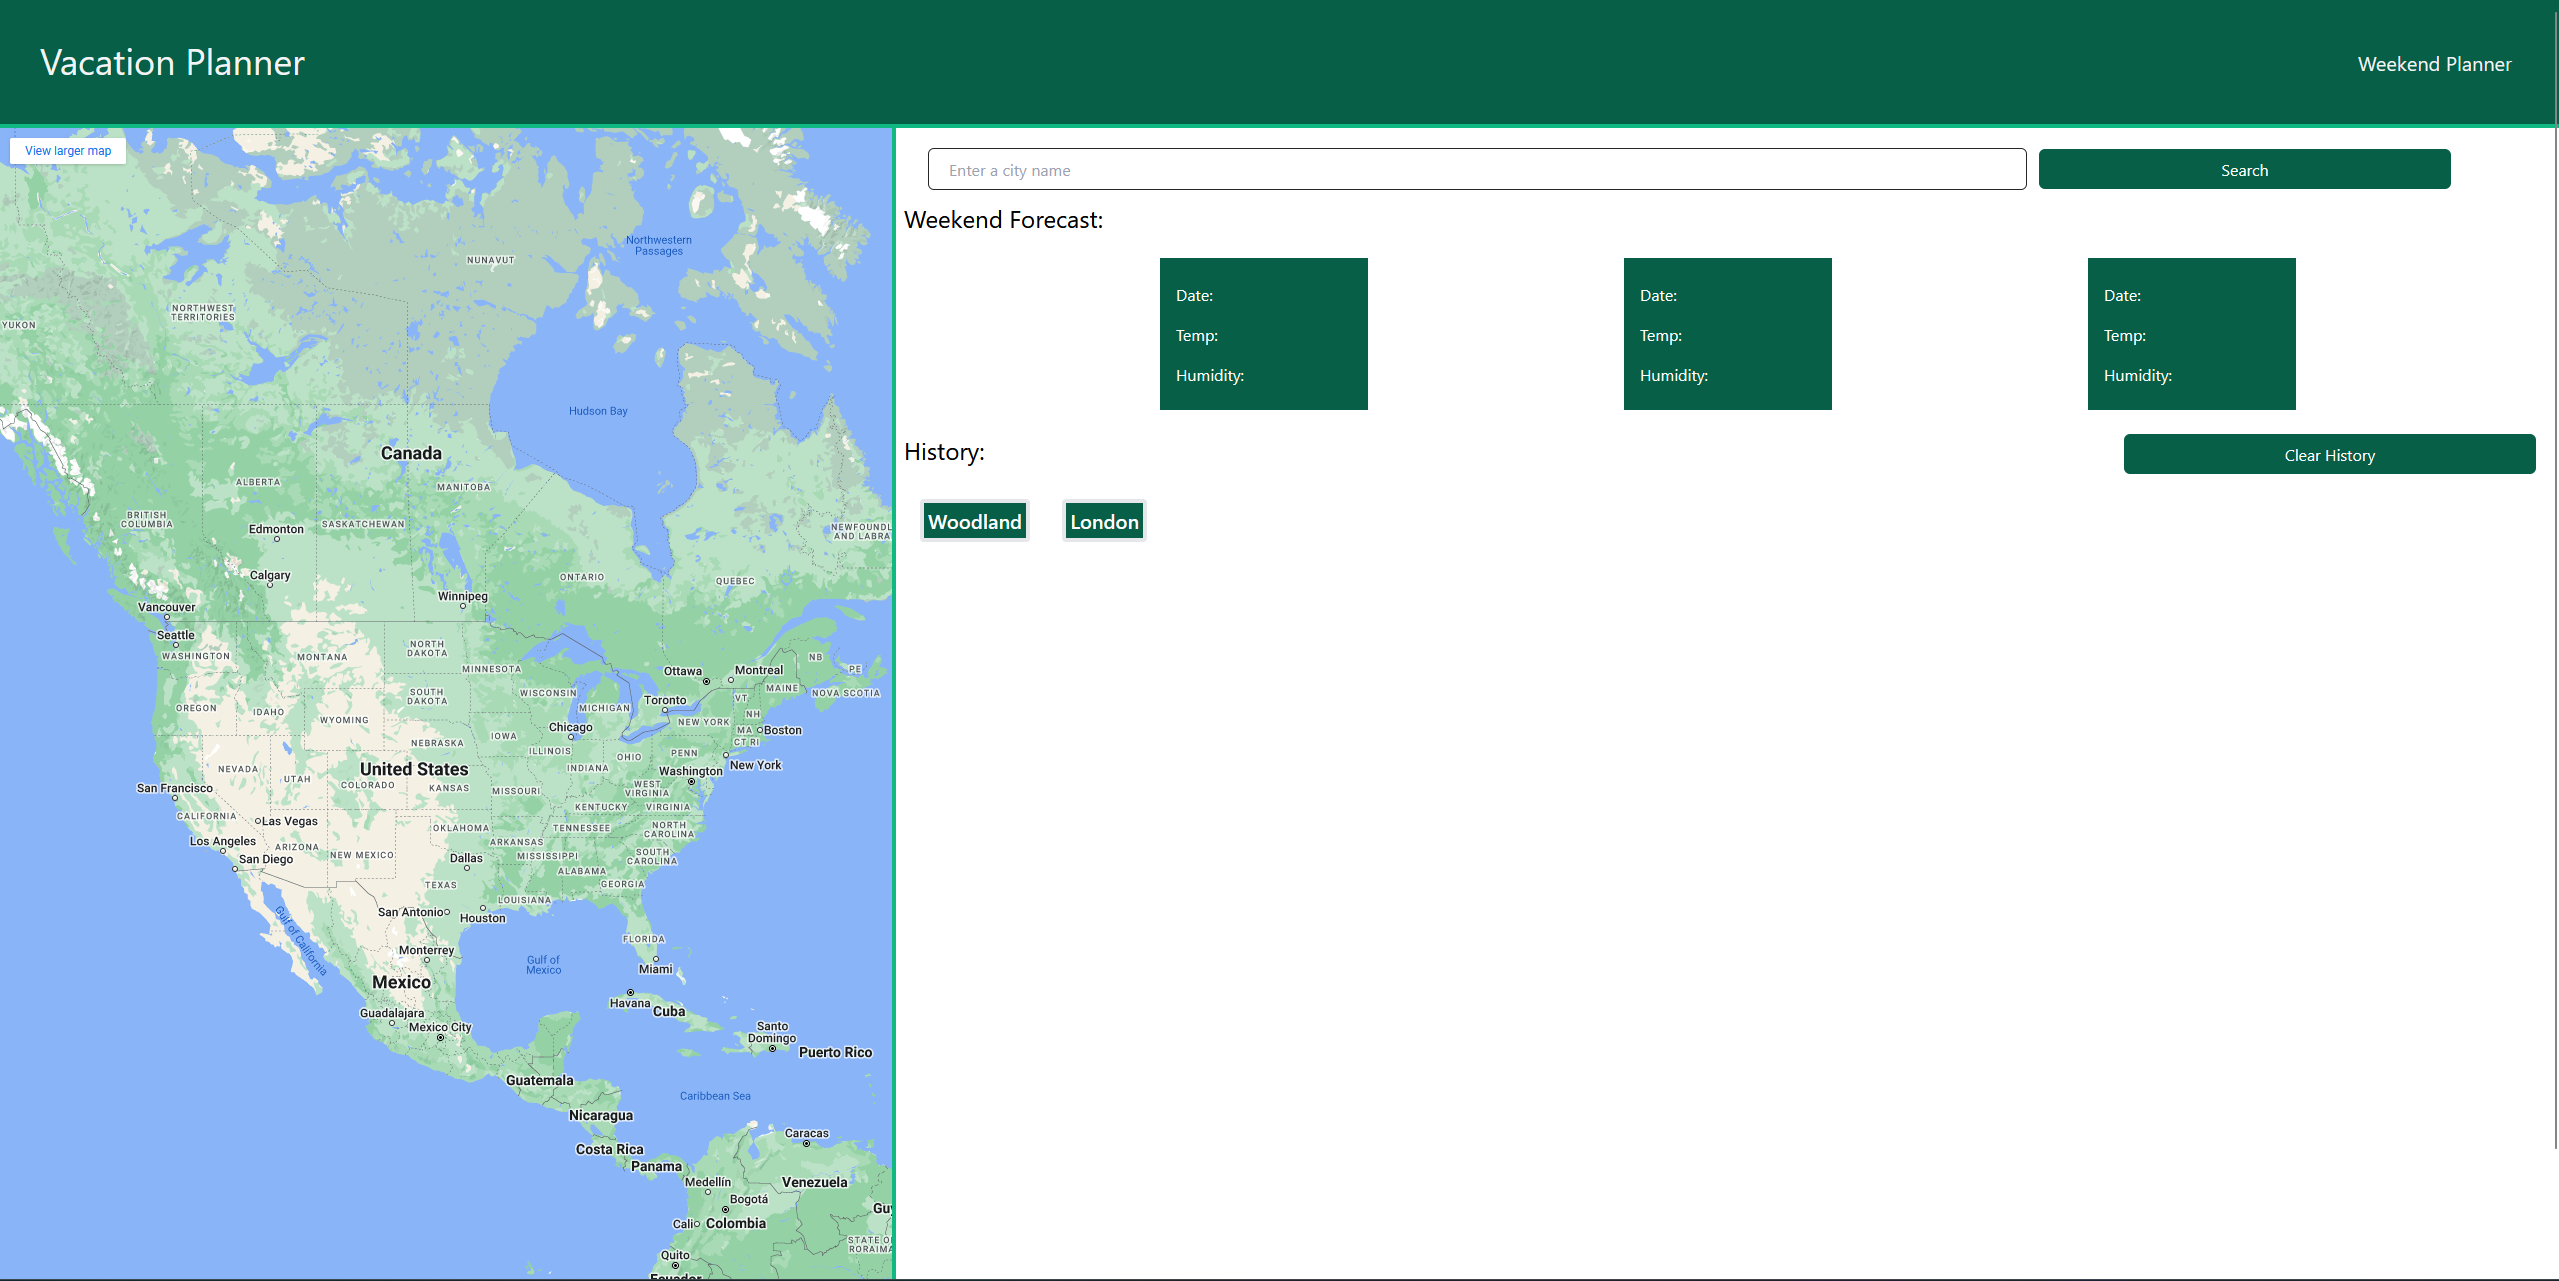 Vacation Planner
Weekend Planner
View larger map
Northwestern
Passages
NUNAVUT
NORTHWEST
TERRITORIES
YUKON
Hudson Bay
Canada
ALBERTA
MANITOBA
BRITISH
COLUMBIA
Edmonton
SASKATCHEWAN
NEWFOUNDL
AND LABRA
Calgary
ONTARIO
QUEBEC
Winnipeg
Vancouver
Seattle
WASHINGTON
MONTANA
NORTH
DAKOTA
MINNESOTA
Ottawa
Montreal
NB
PE
MAINE
NOVA SCOTIA
SOUTH
DAKOTA
WISCONSIN
MICHIGAN
Toronto
VT
NH
OREGON
IDAHO
WYOMING
NEW YORK
Chicago
MA
Boston
CT RI
NEBRASKA
IOWA
ILLINOIS
OHIO
PENN
New York
NEVADA
UTAH
United States
COLORADO
KANSAS
INDIANA
Washington
San Francisco
MISSOURI
WEST
VIRGINIA
KENTUCKY
VIRGINIA
CALIFORNIA
Las Vegas
OKLAHOMA
TENNESSEE
NORTH
CAROLINA
Los Angeles
ARIZONA
NEW MEXICO
ARKANSAS
MISSISSIPPI
SOUTH
CAROLINA
San Diego
Dallas
ALABAMA
TEXAS
GEORGIA
LOUISIANA
San Antonio
Houston
Gulf of California
FLORIDA
Monterrey
Gulf of
Mexico
Miami
Mexico
Havana
Cuba
Guadalajara
Mexico City
Santo
Domingo
Puerto Rico
Guatemala
Caribbean Sea
Nicaragua
Caracas
Costa Rica
Panama
Medellín
Venezuela
Bogotá
Guy
Cali
Colombia
STATE O
RORAIMA
Quito
Ecuador
Enter a city name
Search
Weekend Forecast:
Date:
Temp:
Humidity:
Date:
Temp:
Humidity:
Date:
Temp:
Humidity:
History:
Clear History
Woodland
London